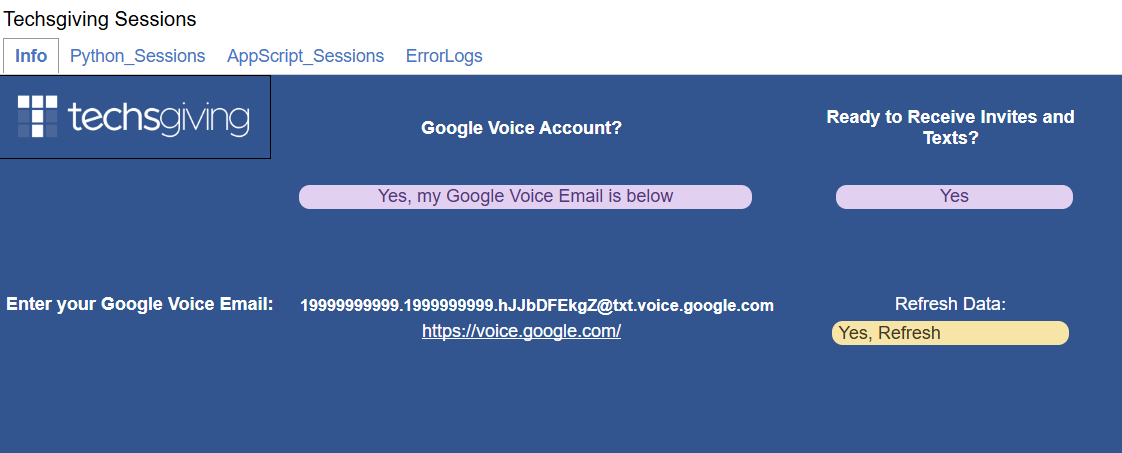 Techsgiving Sessions
Info Python_Sessions AppScript_Sessions ErrorLogs
techsgiving
Google Voice Account?
Ready to Receive Invites and
Texts?
Yes, my Google Voice Email is below
Yes
Enter your Google Voice Email:
19999999999.1999999999.hJJbDFEkgZ@txt.voice.google.com
https://voice.google.com/
Refresh Data:
Yes, Refresh